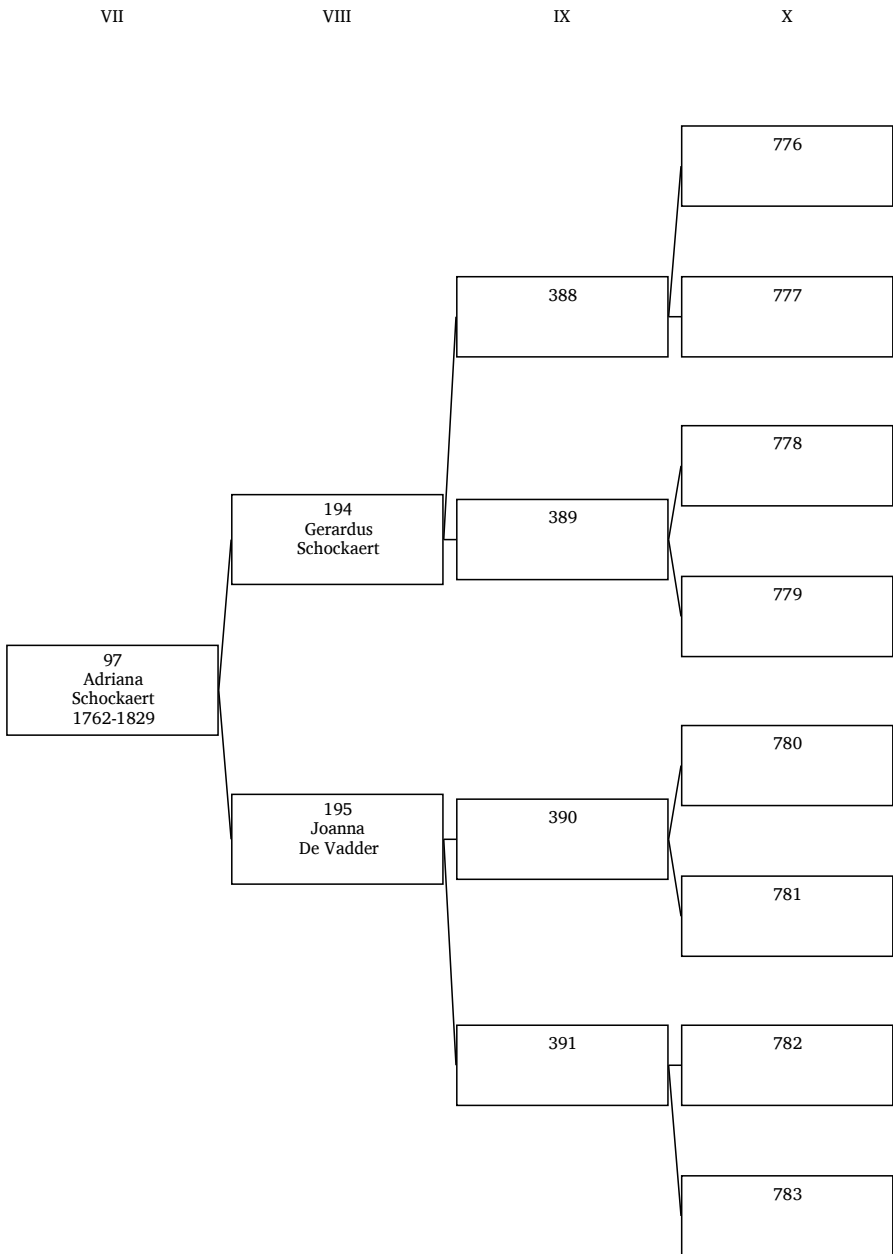 VII VIII IX X
776
388
777
778
194
Gerardus
Schockaert
389
779
97
Adriana
Schockaert
1762-1829
780
195
Joanna
De Vadder
390
781
391
782
783